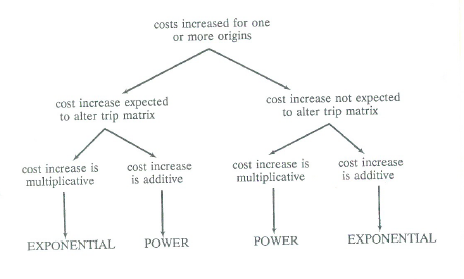 costs increased for one
or more origins
cost increase expected
to alter trip matrix
cost increase not expected
to alter trip matrix
cost increase is
multiplicative
cost increase
is additive
cost increase is
multiplicative
cost increase
is additive
EXPONENTIAL
POWER
POWER
EXPONENTIAL